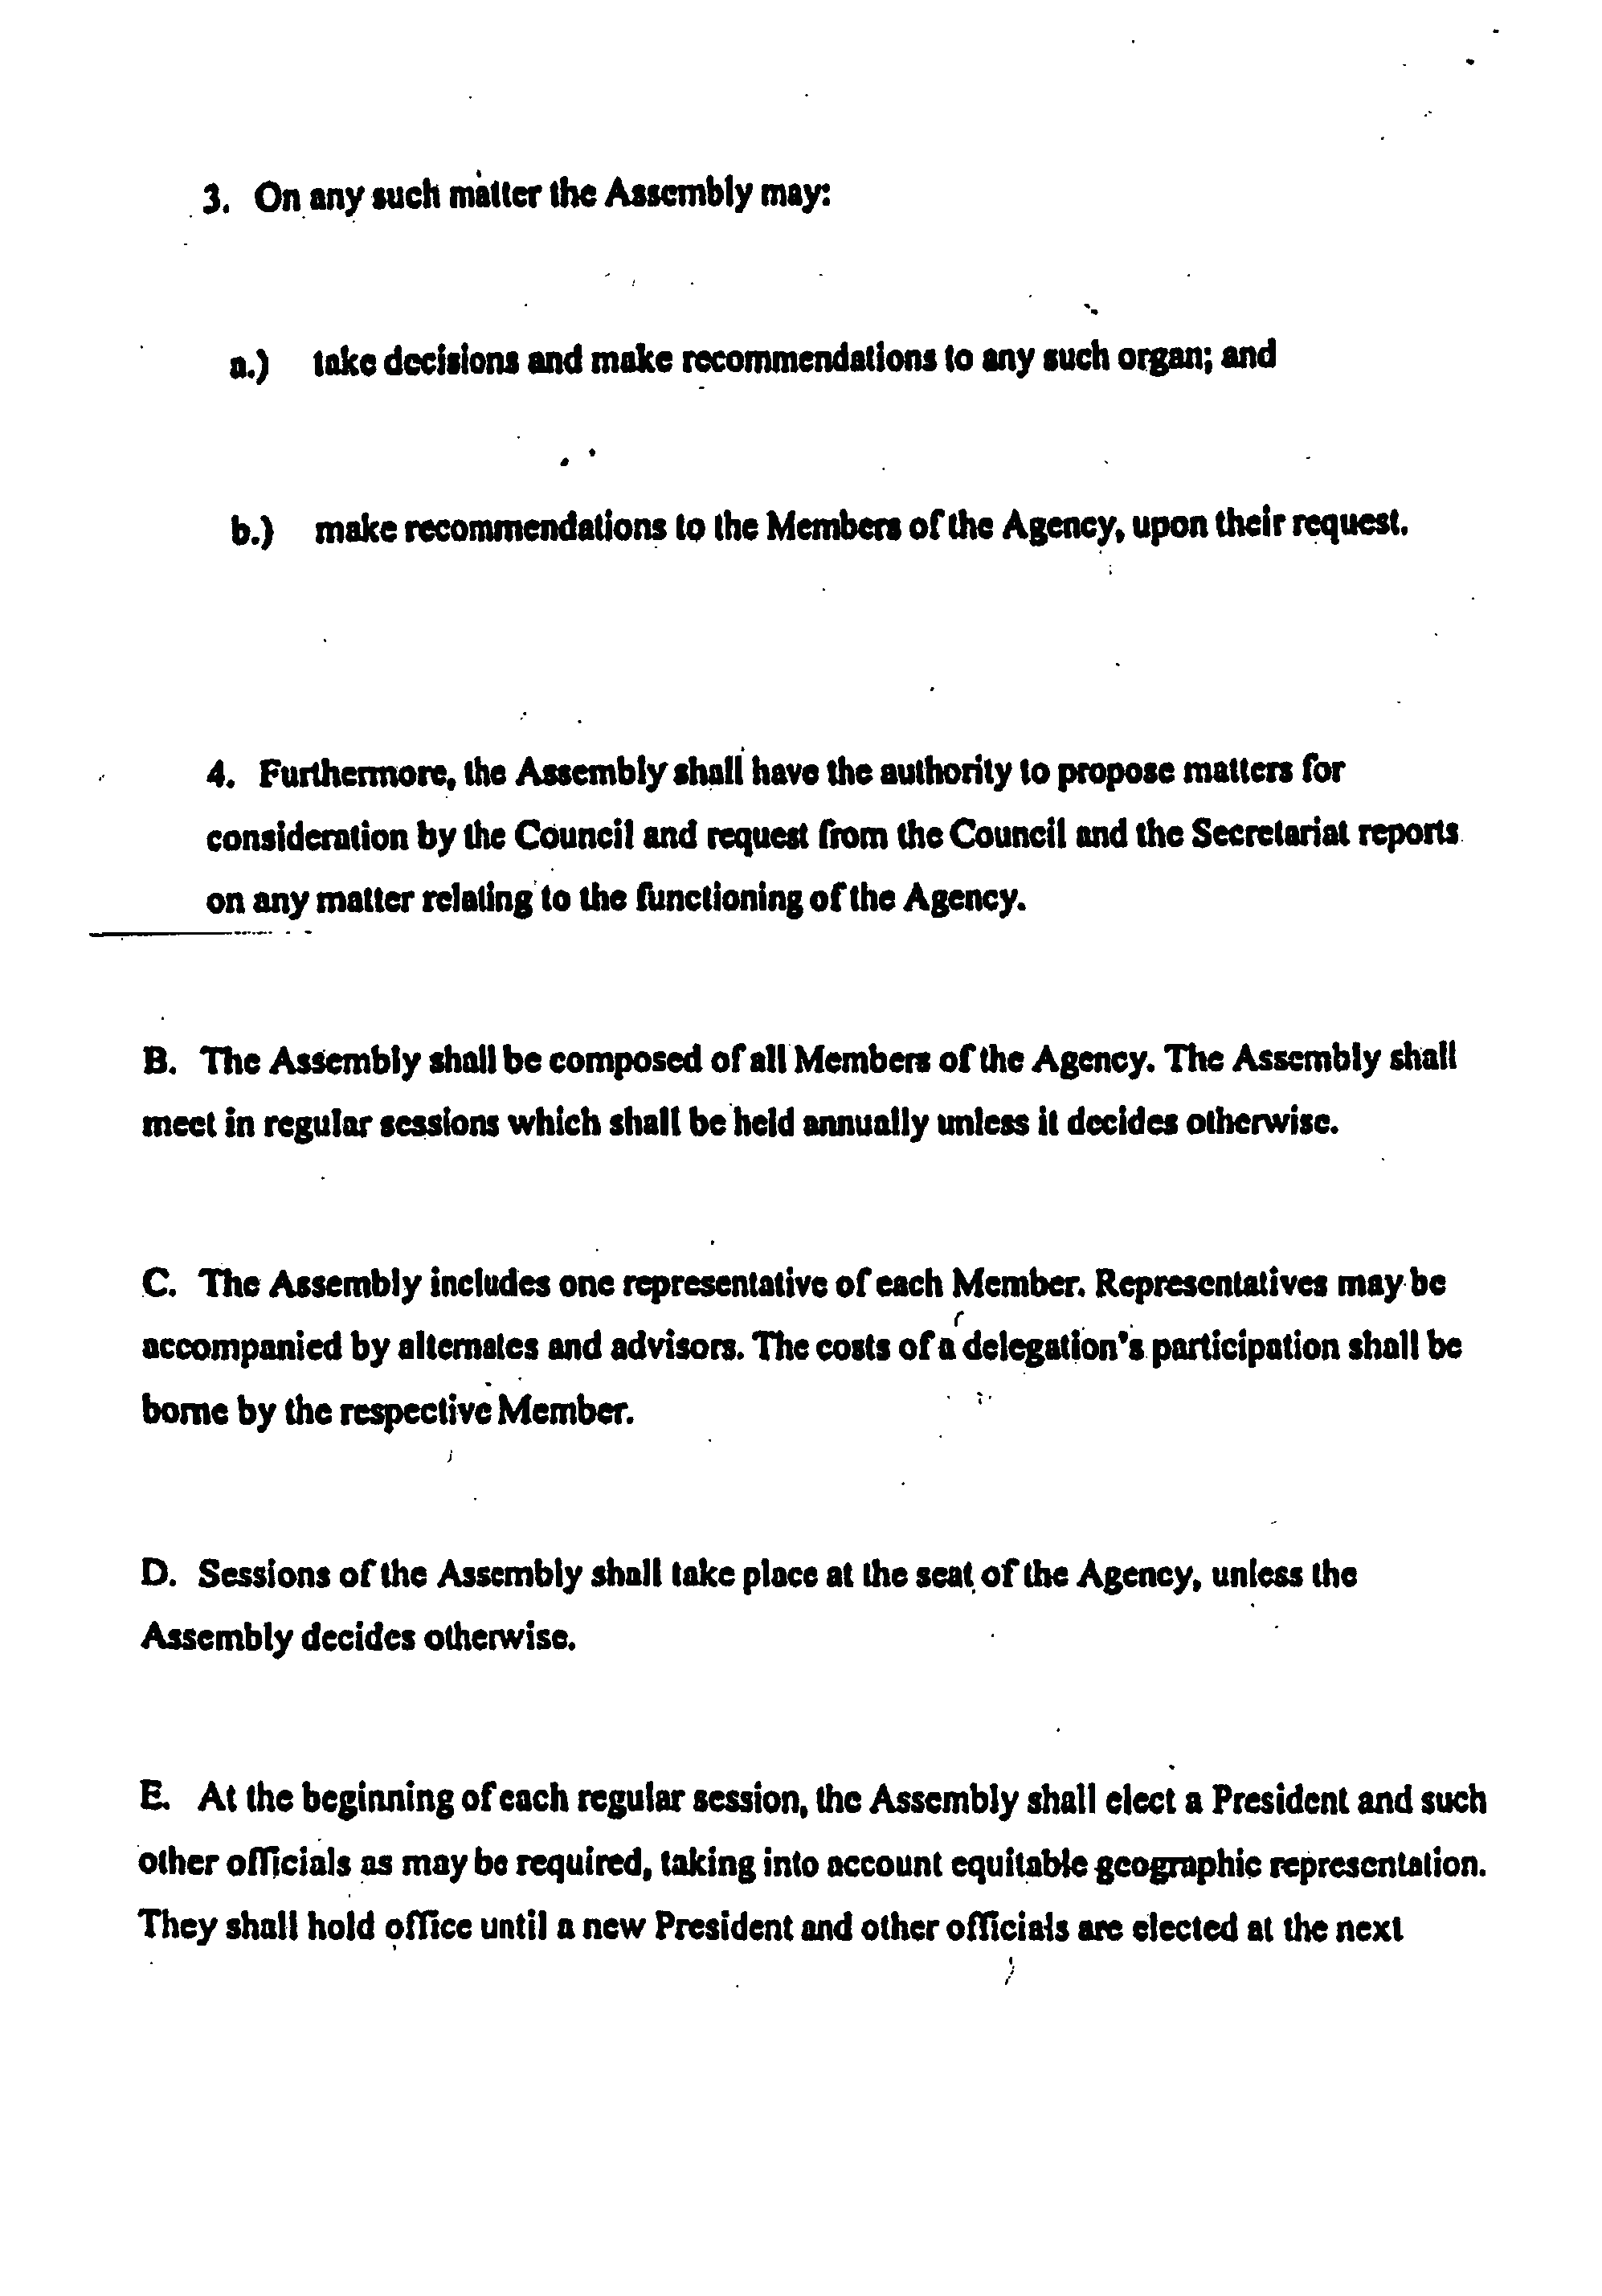 3. On any such matter the Assembly may:
a.) take decisions and make recommendations to any such organ; and
b.) make recommendations to the Members of the Agency, upon their request.
4. Furthermore, the Assembly shall have the authority to propose matters for
consideration by the Council and request from the Council and the Secretariat reports
on any matter relating to the functioning of the Agency.
B. The Assembly shall be composed of all Members of the Agency. The Assembly shall
meet in regular sessions which shall be held annually unless it decides otherwise.
C. The Assembly includes one representative of each Member. Representatives may be
accompanied by alternates and advisors. The costs of a delegation's participation shall be
borne by the respective Member.
D. Sessions of the Assembly shall take place at the seat of the Agency, unless the
Assembly decides otherwise.
E. At the beginning of each regular session, the Assembly shall elect a President and such
other officials as may be required, taking into account equitable geographic representation.
They shall hold office until a new President and other officials are elected at the next